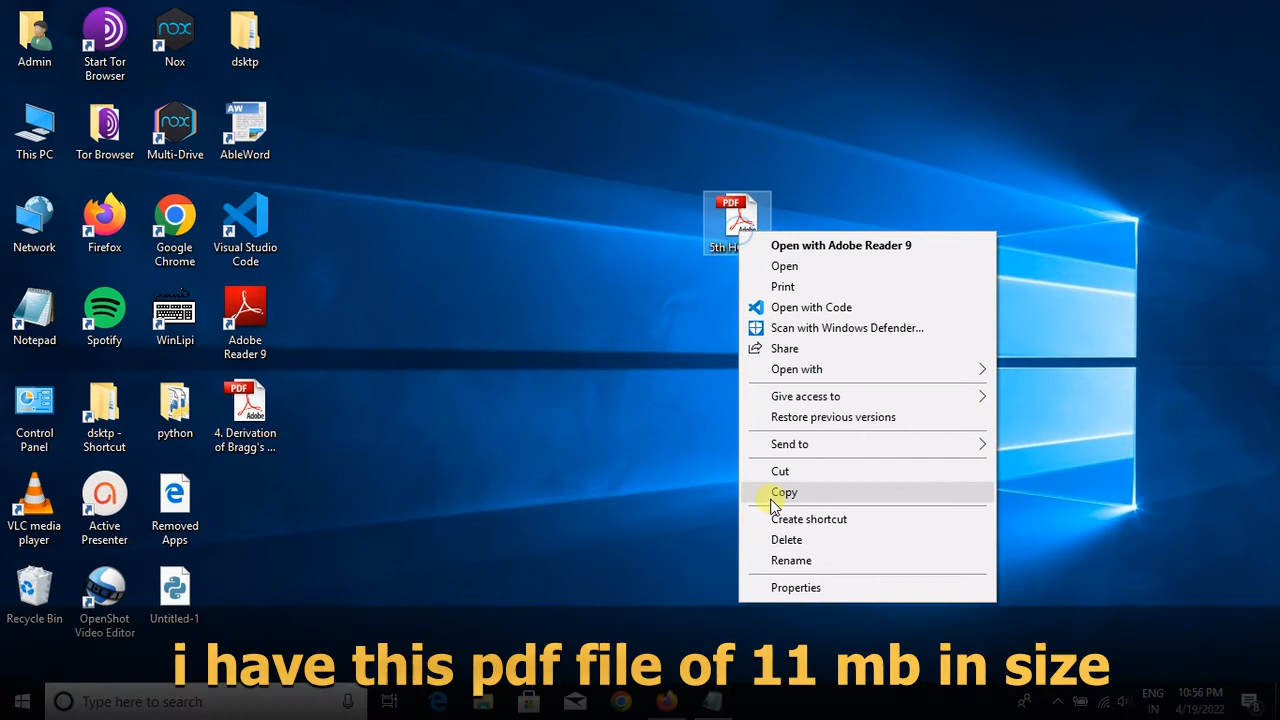 Admin
Start Tor
Browser
Nox
dsktp
This PC
Tor Browser
Multi-Drive
AW
AbleWord
Network
Firefox
Google
Chrome
Visual Studio
Code
Notepad
Spotify
WinLipi
Adobe
Reader 9
Control
Panel
dsktp -
Shortcut
python
PDF
Adobe
4. Derivation
of Bragg's ...
VLC media
player
Active
Presenter
Removed
Apps
Recycle Bin
OpenShot
Video Editor
Untitled-1
PDF
Adobe
5th H
Open with Adobe Reader 9
Open
Print
Open with Code
Scan with Windows Defender...
Share
Open with
Give access to
Restore previous versions
Send to
Cut
Copy
Create shortcut
Delete
Rename
Properties
i have this pdf file of 11 mb in size
Type here to search
ENG
IN
10:56 PM
4/19/2022
8